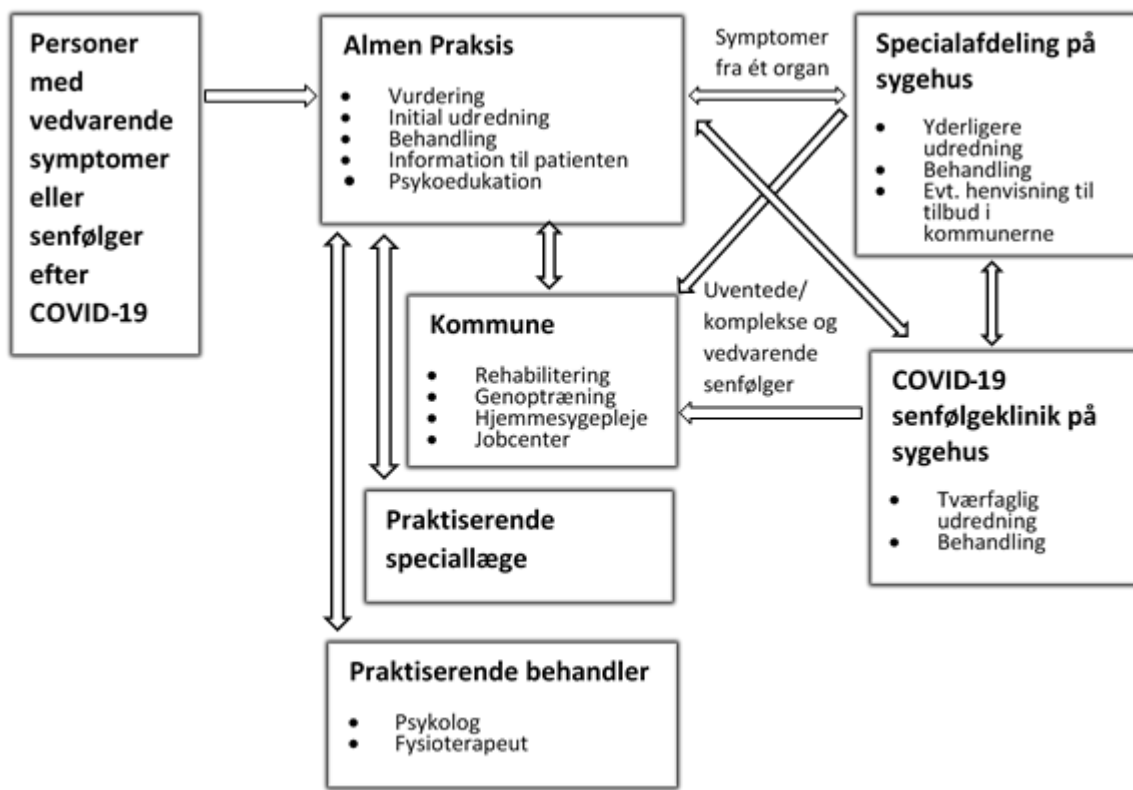 Personer
med
vedvarende
symptomer
eller
senfølger
efter
COVID-19
Almen Praksis
• Vurdering
• Initial udredning
• Behandling
• Information til patienten
• Psykoedukation
Symptomer
fra ét organ
Specialafdeling på
sygehus
• Yderligere
udredning
• Behandling
• Evt. henvisning til
tilbud i
kommunerne
Kommune
• Rehabilitering
• Genoptræning
• Hjemmesygepleje
• Jobcenter
Uventede/
komplekse og
vedvarende
senfølger
COVID-19
senfølgeklinik på
sygehus
• Tværfaglig
udredning
• Behandling
Praktiserende
speciallæge
Praktiserende behandler
• Psykolog
• Fysioterapeut